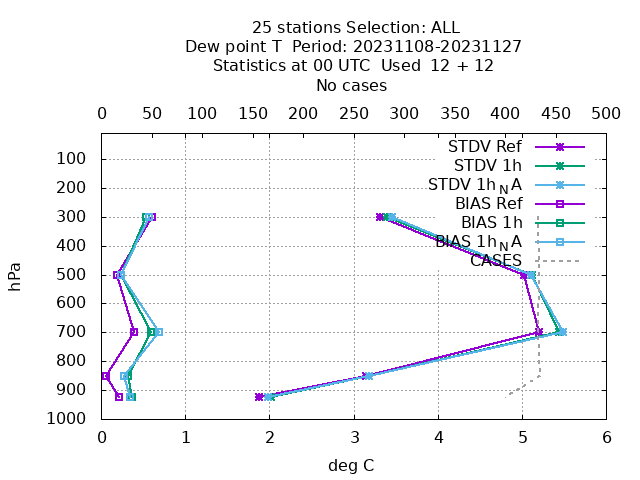 25 stations Selection: ALL
Dew point T  Period: 20231108-20231127
Statistics at 00 UTC  Used  12 + 12
No cases
0 50 100 150 200 250 300 350 400 450 500
STDV Ref
STDV 1h
STDV 1h_NA
BIAS Ref
BIAS 1h
BIAS 1h_NA
CASES
100
200
300
400
500
600
700
800
900
1000
hPa
0 1 2 3 4 5 6
deg C